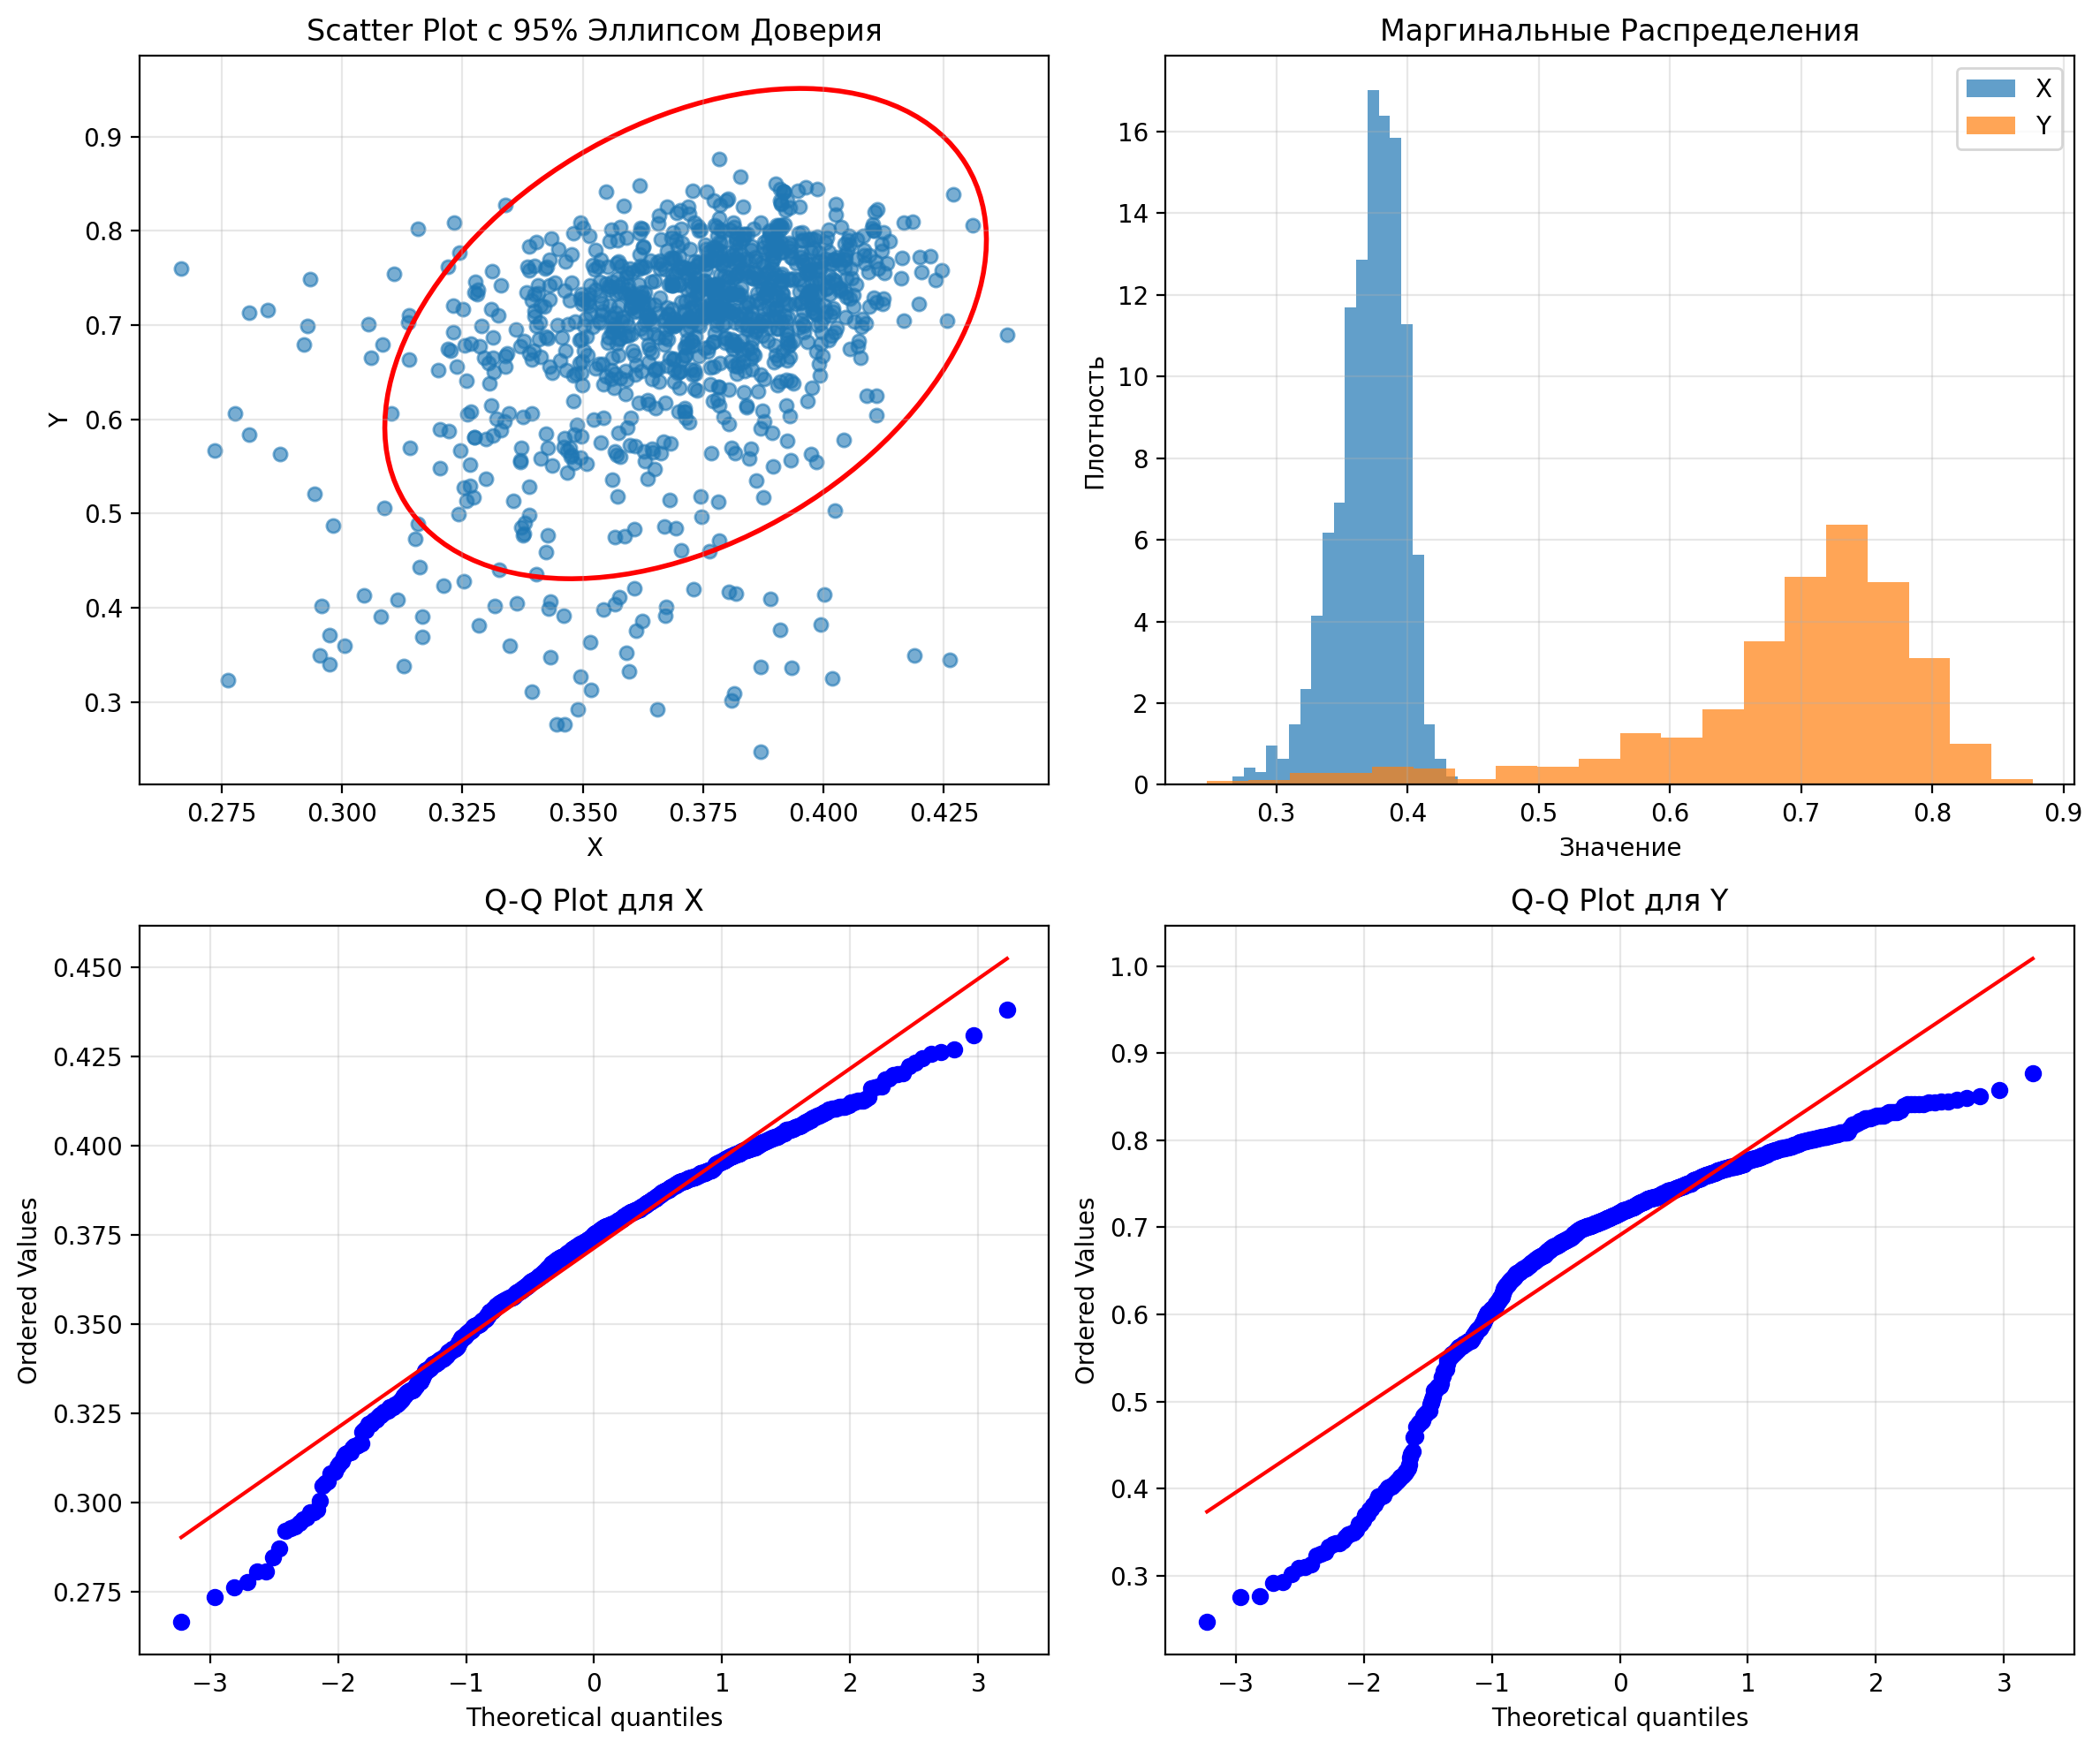 Scatter Plot с 95% Эллипсом Доверия
0.9
0.8
0.7
0.6
0.5
0.4
0.3
Y
0.275 0.300 0.325 0.350 0.375 0.400 0.425
X
Маргинальные Распределения
X
Y
16
14
12
10
8
6
4
2
0
Плотность
0.3 0.4 0.5 0.6 0.7 0.8 0.9
Значение
Q-Q Plot для X
0.450
0.425
0.400
0.375
0.350
0.325
0.300
0.275
Ordered Values
−3 −2 −1 0 1 2 3
Theoretical quantiles
Q-Q Plot для Y
1.0
0.9
0.8
0.7
0.6
0.5
0.4
0.3
Ordered Values
−3 −2 −1 0 1 2 3
Theoretical quantiles